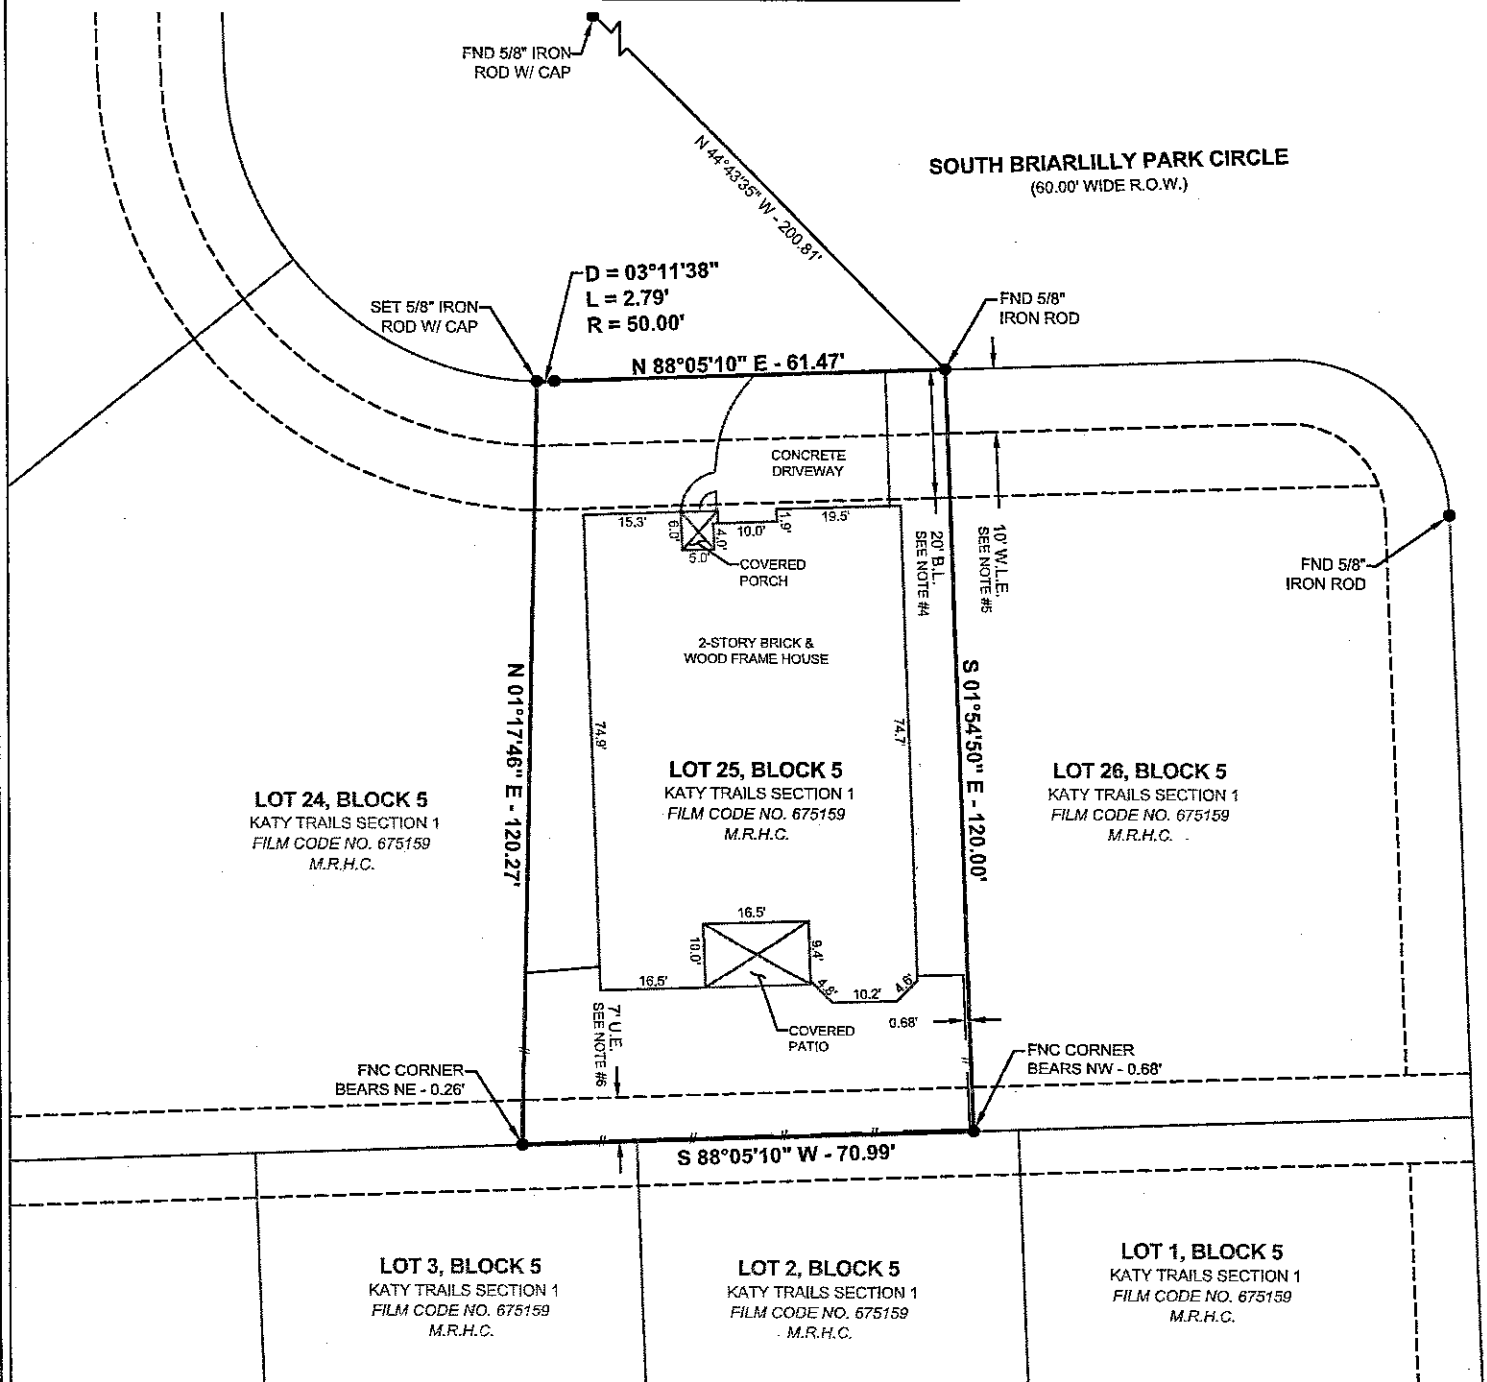 FND 5/8" IRON
ROD W/ CAP
N 44°43'35" W - 200.81'
SOUTH BRIARLILLY PARK CIRCLE
(60.00' WIDE R.O.W.)
D = 03°11'38"
L = 2.79'
R = 50.00'
SET 5/8" IRON
ROD W/ CAP
FND 5/8"
IRON ROD
N 88°05'10" E - 61.47'
CONCRETE
DRIVEWAY
15.3'
6.0'
5.0'
4.0'
10.0'
1.9'
19.5'
COVERED
PORCH
20' B.L.
SEE NOTE #4
10' W.L.E.
SEE NOTE #5
FND 5/8"
IRON ROD
2-STORY BRICK &
WOOD FRAME HOUSE
N 01°17'46" E - 120.27'
74.9'
74.7'
S 01°54'50" E - 120.00'
LOT 24, BLOCK 5
KATY TRAILS SECTION 1
FILM CODE NO. 675159
M.R.H.C.
LOT 25, BLOCK 5
KATY TRAILS SECTION 1
FILM CODE NO. 675159
M.R.H.C.
LOT 26, BLOCK 5
KATY TRAILS SECTION 1
FILM CODE NO. 675159
M.R.H.C.
16.5'
10.0'
9.4'
16.5'
4.8'
10.2'
4.6'
0.68'
COVERED
PATIO
7' U.E.
SEE NOTE #6
FNC CORNER
BEARS NE - 0.26'
FNC CORNER
BEARS NW - 0.68'
S 88°05'10" W - 70.99'
LOT 3, BLOCK 5
KATY TRAILS SECTION 1
FILM CODE NO. 675159
M.R.H.C.
LOT 2, BLOCK 5
KATY TRAILS SECTION 1
FILM CODE NO. 675159
M.R.H.C.
LOT 1, BLOCK 5
KATY TRAILS SECTION 1
FILM CODE NO. 675159
M.R.H.C.